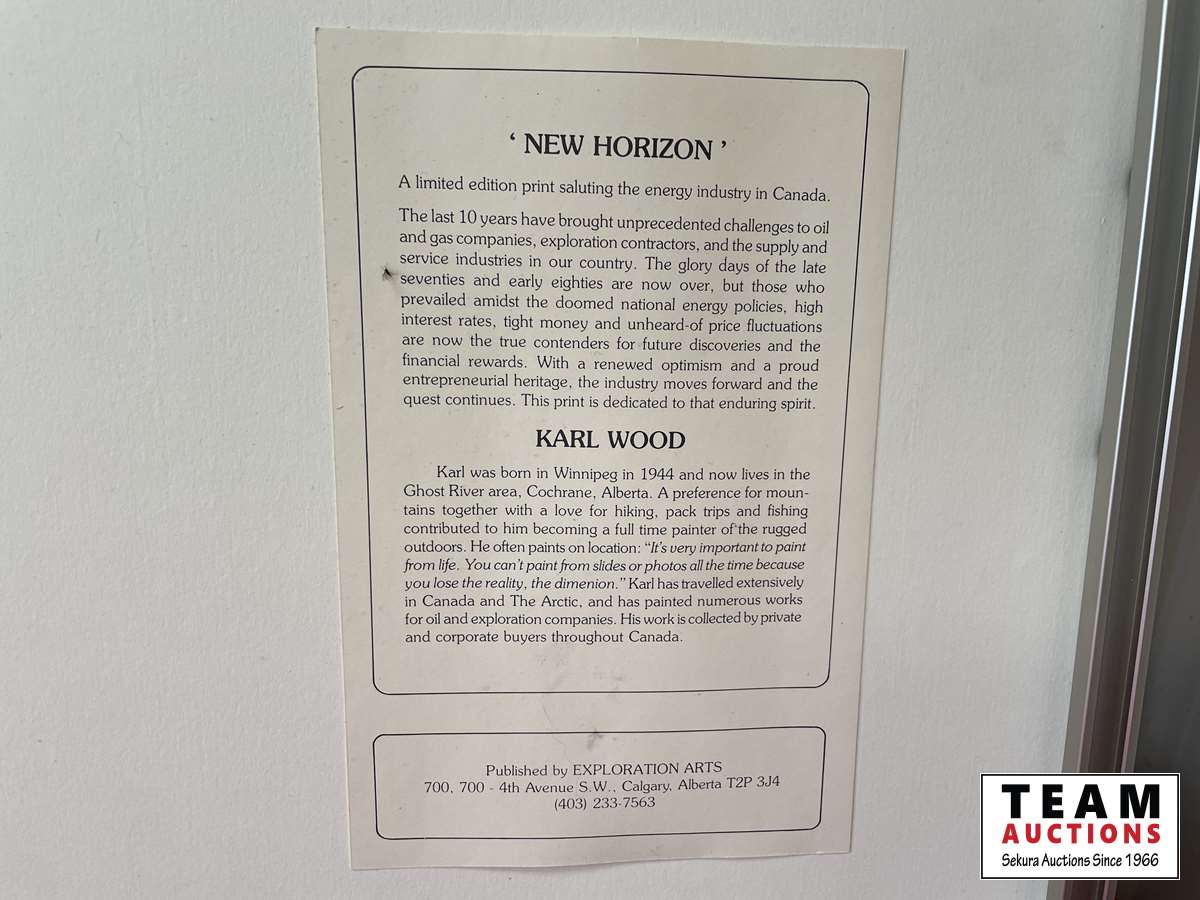 ‘ NEW HORIZON ’
A limited edition print saluting the energy industry in Canada.
The last 10 years have brought unprecedented challenges to oil
and gas companies, exploration contractors, and the supply and
service industries in our country. The glory days of the late
seventies and early eighties are now over, but those who
prevailed amidst the doomed national energy policies, high
interest rates, tight money and unheard-of price fluctuations
are now the true contenders for future discoveries and the
financial rewards. With a renewed optimism and a proud
entrepreneurial heritage, the industry moves forward and the
quest continues. This print is dedicated to that enduring spirit.
KARL WOOD
Karl was born in Winnipeg in 1944 and now lives in the
Ghost River area, Cochrane, Alberta. A preference for moun-
tains together with a love for hiking, pack trips and fishing
contributed to him becoming a full time painter of the rugged
outdoors. He often paints on location: “It's very important to paint
from life. You can't paint from slides or photos all the time because
you lose the reality, the dimenion.” Karl has travelled extensively
in Canada and The Arctic, and has painted numerous works
for oil and exploration companies. His work is collected by private
and corporate buyers throughout Canada.
Published by EXPLORATION ARTS
700, 700 - 4th Avenue S.W., Calgary, Alberta T2P 3J4
(403) 233-7563
TEAM
AUCTIONS
Sekura Auctions Since 1966